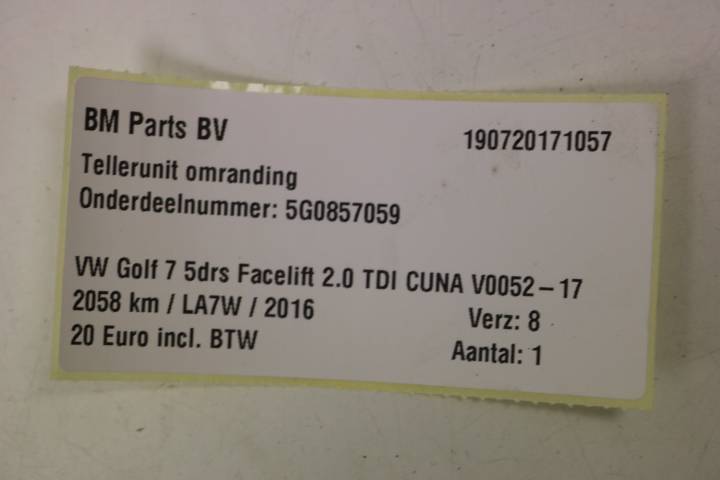 BM Parts BV 190720171057
Tellerunit omranding
Onderdeelnummer: 5G0857059
VW Golf 7 5drs Facelift 2.0 TDI CUNA V0052-17
2058 km / LA7W / 2016 Verz: 8
20 Euro incl. BTW Aantal: 1